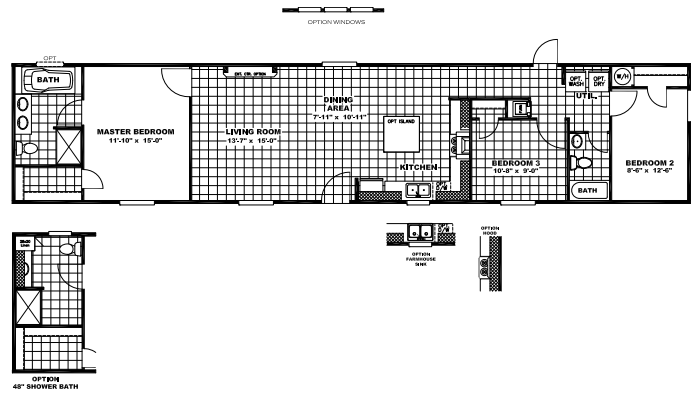 OPTION WINDOWS
OPT
BATH
ENT. CTR. OPTION
OPT. WASH
OPT. DRY
W/H
UTIL.
DINING AREA
7'-11" x 10'-11"
OPT ISLAND
MASTER BEDROOM
11'-10" x 15'-0"
LIVING ROOM
13'-7" x 15'-0"
KITCHEN
BEDROOM 3
10'-8" x 9'-0"
BEDROOM 2
8'-6" x 12'-6"
BATH
OPT. D/W
OPT. D/W
OPTION
FARMHOUSE
SINK
OPTION
HOOD
OPTION
48" SHOWER BATH